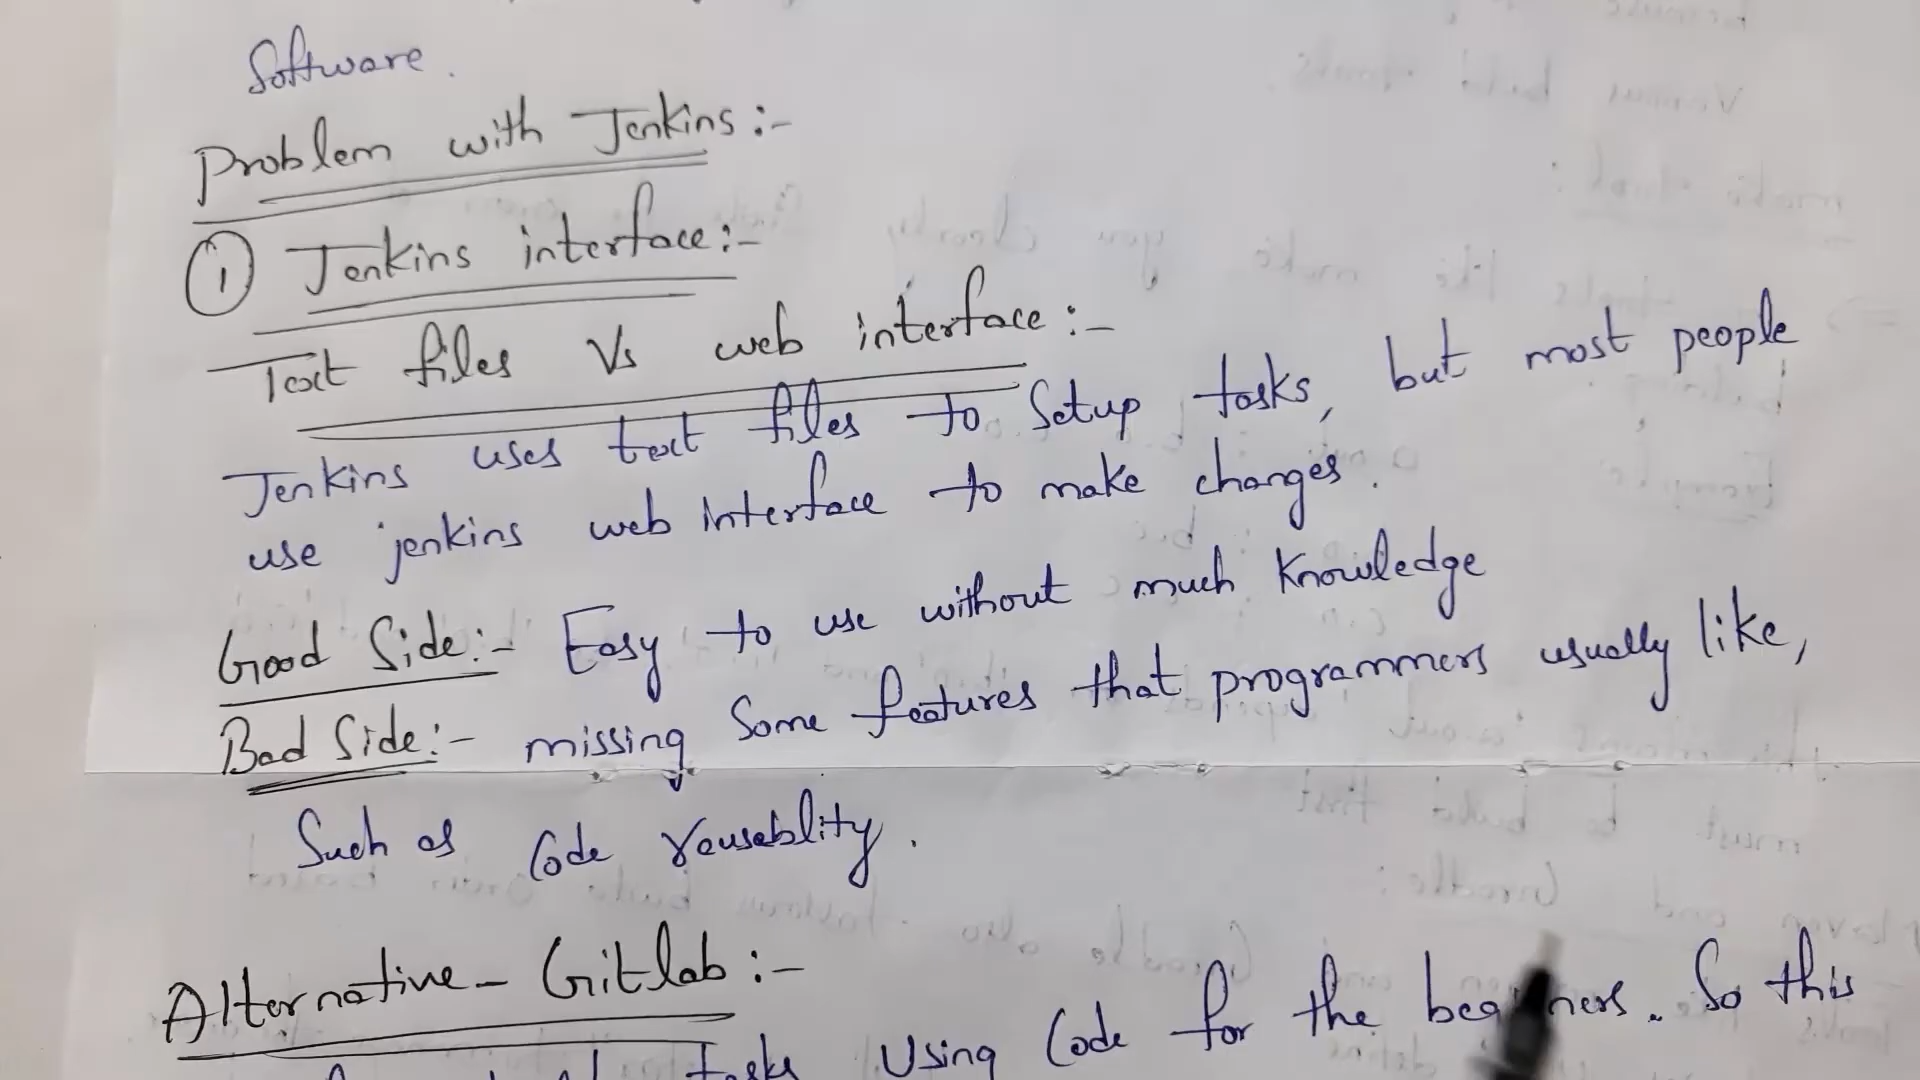 Software.
Problem with Jenkins:-
① Jenkins interface:-
Text files Vs web interface:-
Jenkins uses text files to Setup tasks, but most people
use jenkins web interface to make changes.
Good Side:- Easy to use without much Knowledge
Bad Side:- missing Some features that programmers usually like,
Such as Code reusablity.
Alternative - Gitlab:-
tasks Using Code for the beginners. So this